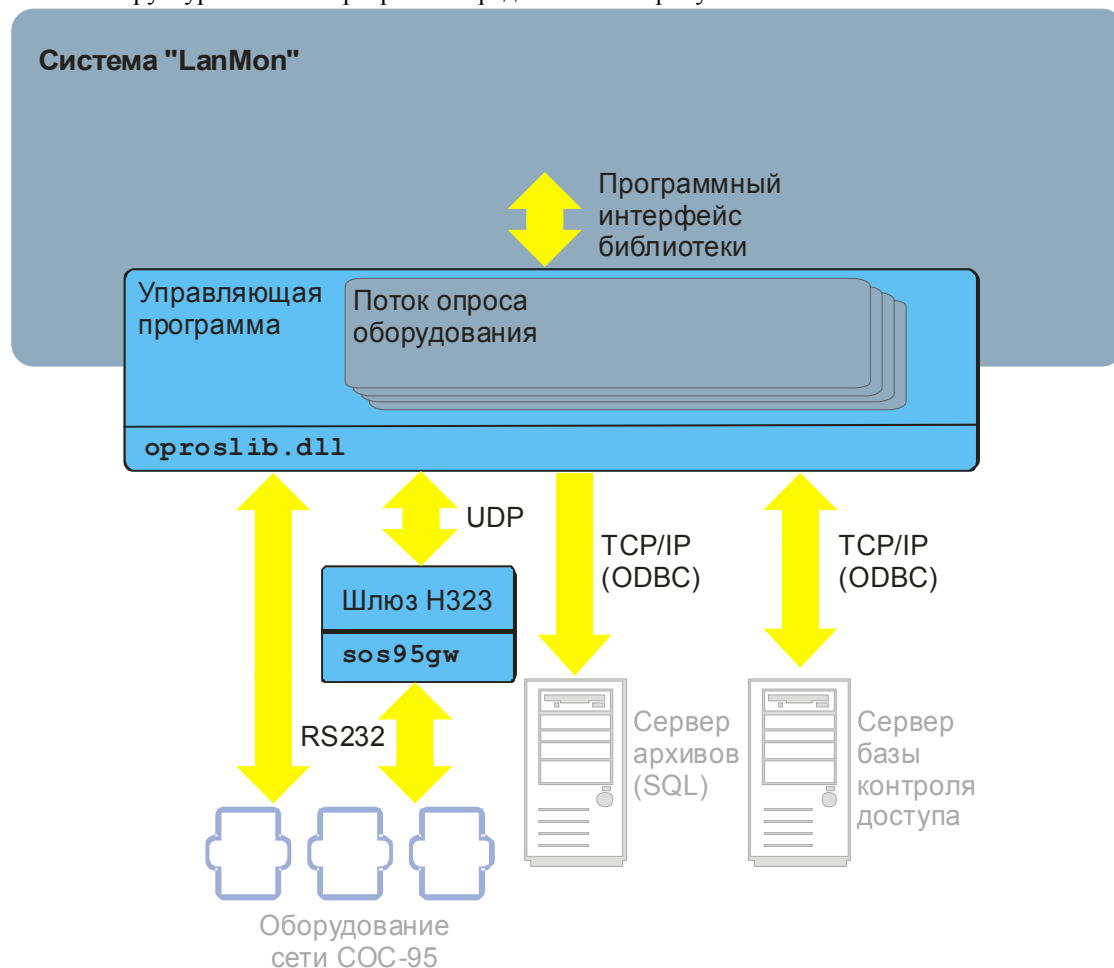 Система "LanMon"
Программный
интерфейс
библиотеки
Управляющая
программа
Поток опроса
оборудования
oproslib.dll
UDP
TCP/IP
(ODBC)
TCP/IP
(ODBC)
Шлюз Н323
sos95gw
RS232
Сервер
архивов
(SQL)
Сервер
базы
контроля
доступа
Оборудование
сети СОС-95